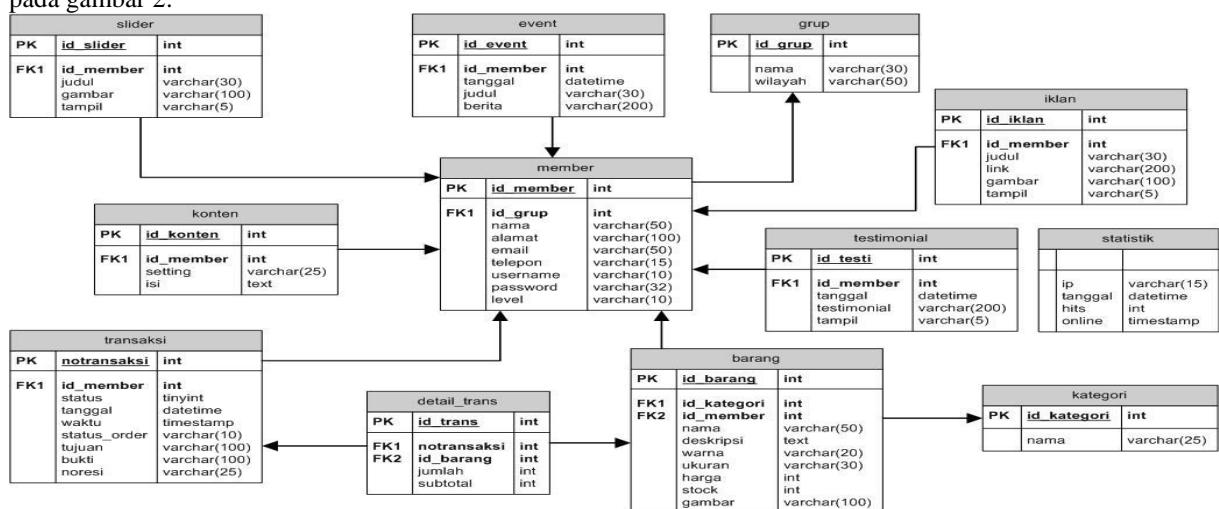 pada gambar 2.
slider
PK id_slider int
FK1 id_member int
judul varchar(30)
gambar varchar(100)
tampil varchar(5)
event
PK id_event int
FK1 id_member int
tanggal datetime
judul varchar(30)
berita varchar(200)
grup
PK id_grup int
nama varchar(30)
wilayah varchar(50)
iklan
PK id_iklan int
FK1 id_member int
judul varchar(30)
link varchar(200)
gambar varchar(100)
tampil varchar(5)
member
PK id_member int
FK1 id_grup int
nama varchar(50)
alamat varchar(100)
email varchar(50)
telepon varchar(15)
username varchar(10)
password varchar(32)
level varchar(10)
konten
PK id_konten int
FK1 id_member int
setting varchar(25)
isi text
testimonial
PK id_testi int
FK1 id_member int
tanggal datetime
testimonial varchar(200)
tampil varchar(5)
statistik
ip varchar(15)
tanggal datetime
hits int
online timestamp
transaksi
PK notransaksi int
FK1 id_member int
status tinyint
tanggal datetime
waktu timestamp
status_order varchar(10)
tujuan varchar(100)
bukti varchar(100)
noresi varchar(25)
detail_trans
PK id_trans int
FK1 notransaksi int
FK2 id_barang int
jumlah int
subtotal int
barang
PK id_barang int
FK1 id_kategori int
FK2 id_member int
nama varchar(50)
deskripsi text
warna varchar(20)
ukuran varchar(30)
harga int
stock int
gambar varchar(100)
kategori
PK id_kategori int
nama varchar(25)